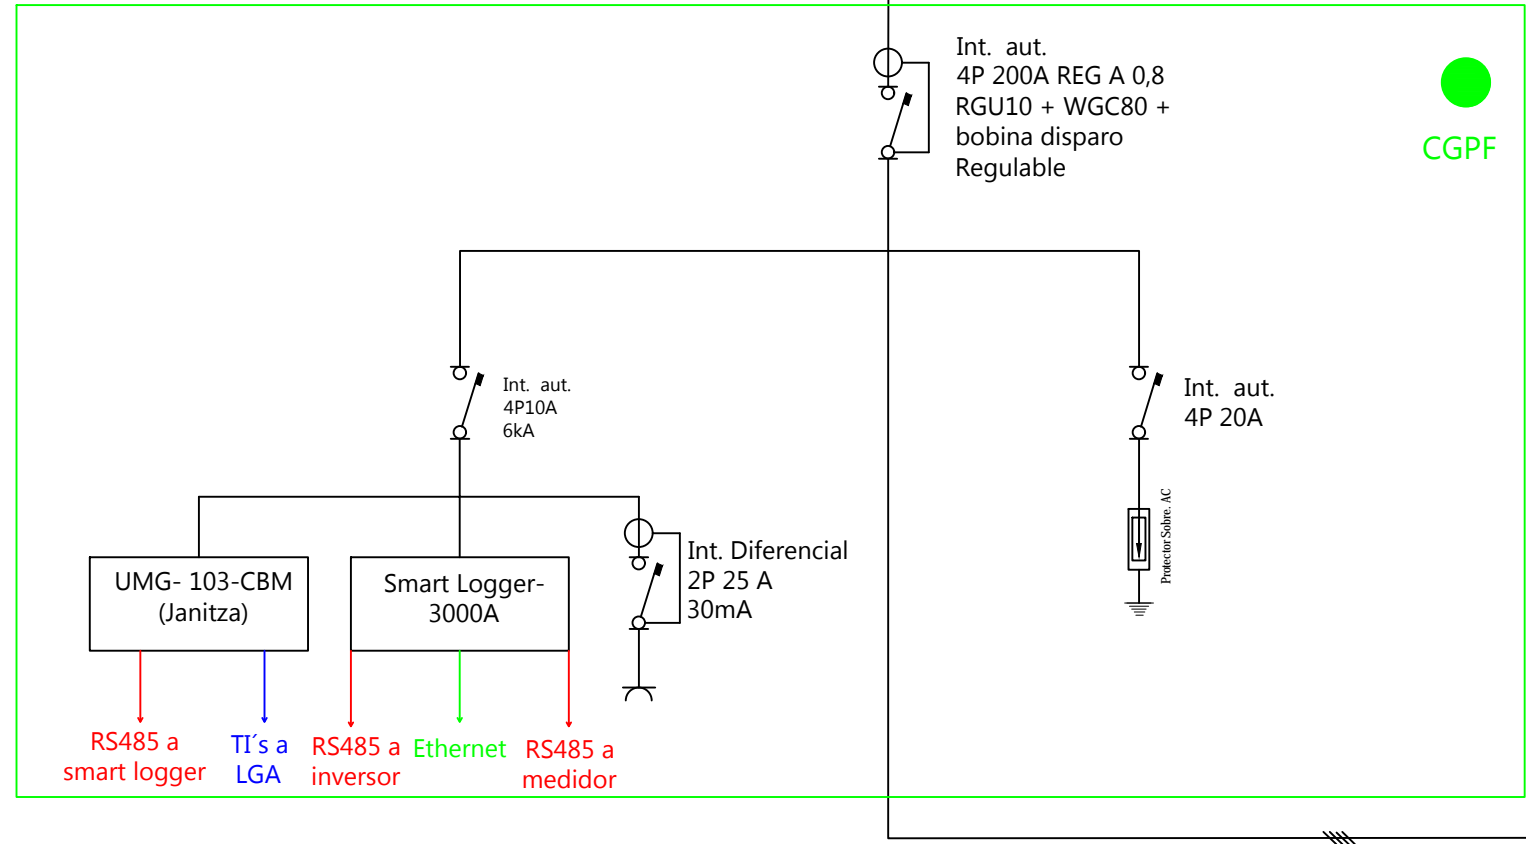 Int. aut.
4P 200A REG A 0,8
RGU10 + WGC80 +
bobina disparo
Regulable
CGPF
Int. aut.
4P10A
6kA
Int. aut.
4P 20A
Protector Sobre. AC
UMG- 103-CBM
(Janitza)
Smart Logger-
3000A
Int. Diferencial
2P 25 A
30mA
RS485 a
smart logger
TI´s a
LGA
RS485 a
inversor
Ethernet
RS485 a
medidor